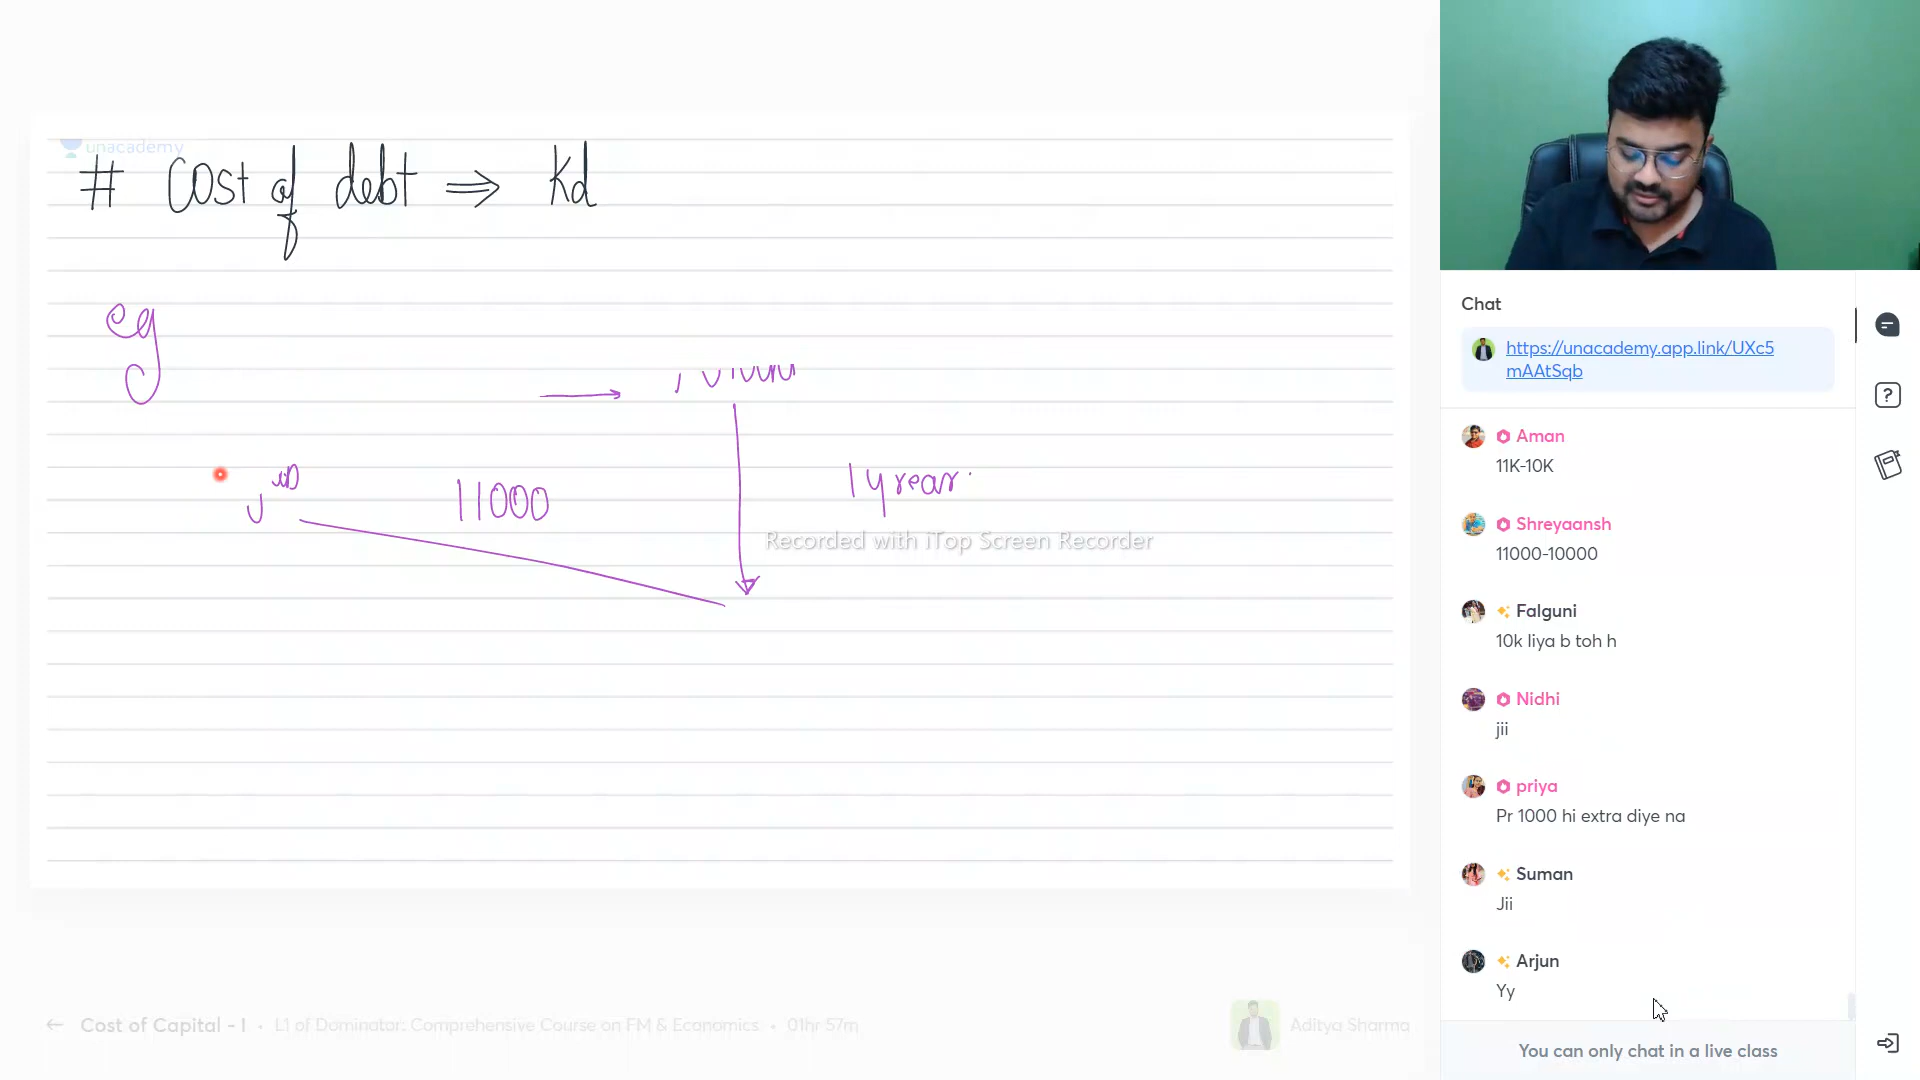 unacademy
# Cost of debt ⇒ Kd
eg
11000
1 year
Recorded with iTop Screen Recorder
← Cost of Capital - I • L1 of Dominator: Comprehensive Course on FM & Economics • 01hr 57m
Aditya Sharma
Chat
https://unacademy.app.link/UXc5
mAAtSqb
Aman
11K-10K
Shreyaansh
11000-10000
Falguni
10k liya b toh h
Nidhi
jii
priya
Pr 1000 hi extra diye na
Suman
Jii
Arjun
Yy
You can only chat in a live class